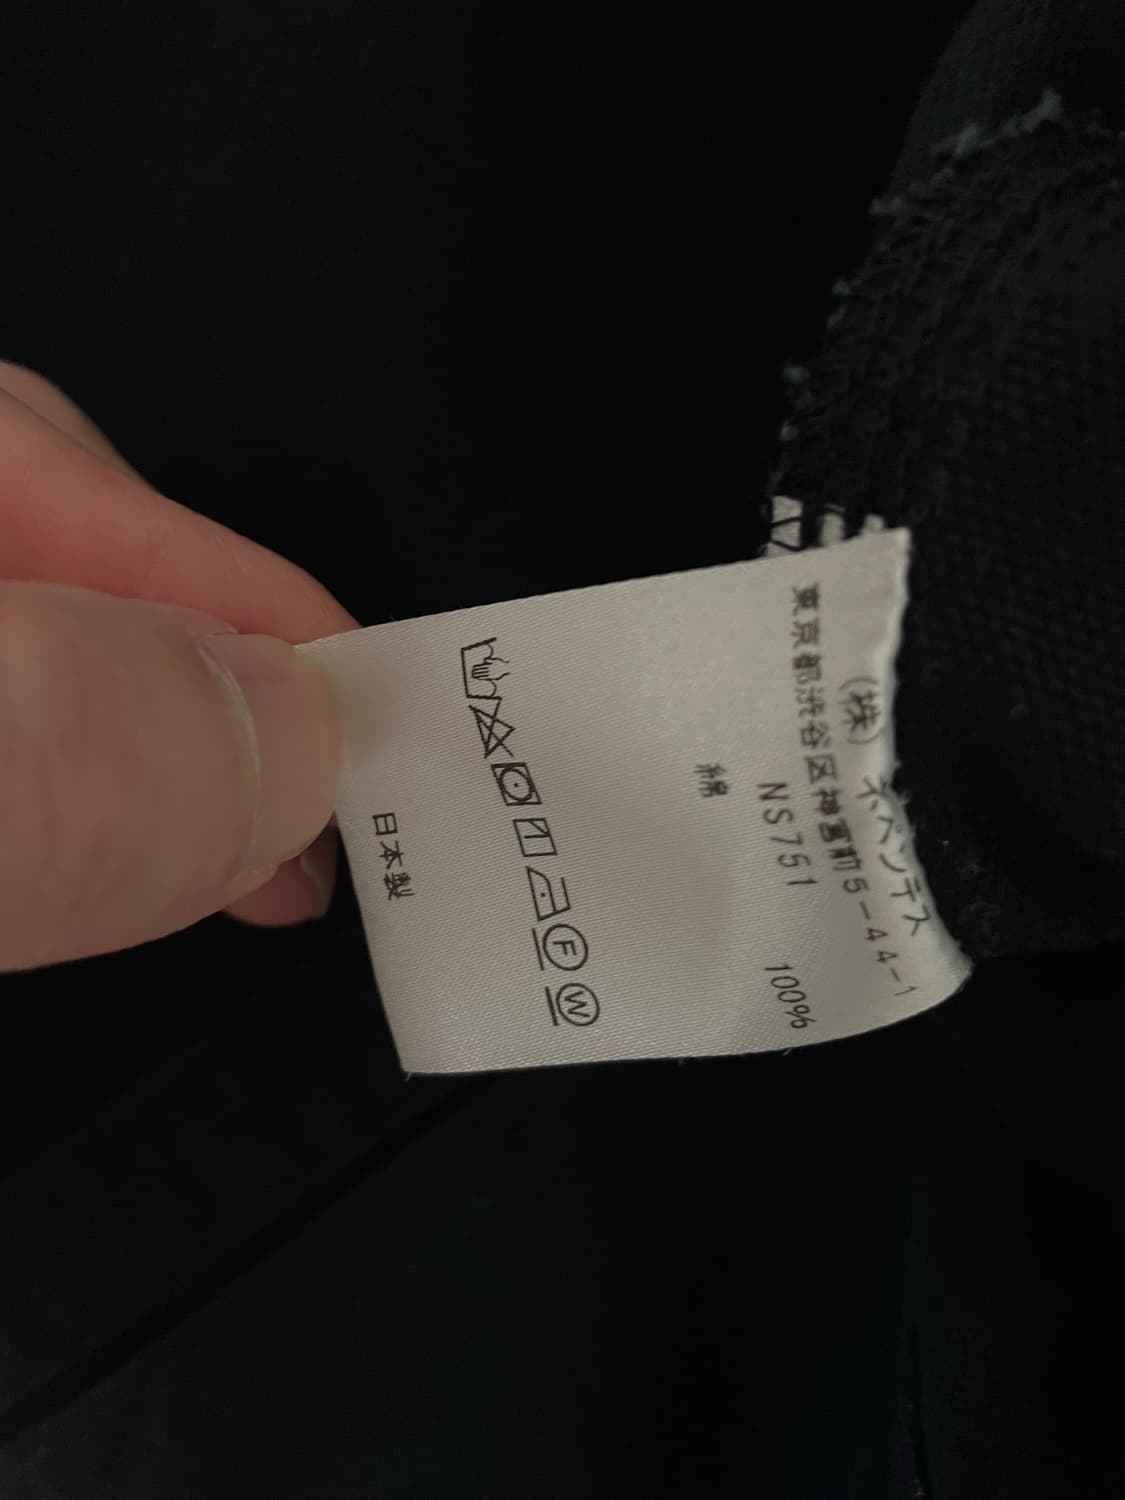 (株) ネペンテス
東京都渋谷区神宮前5-44-1
NS751
綿 100%
F W
日本製